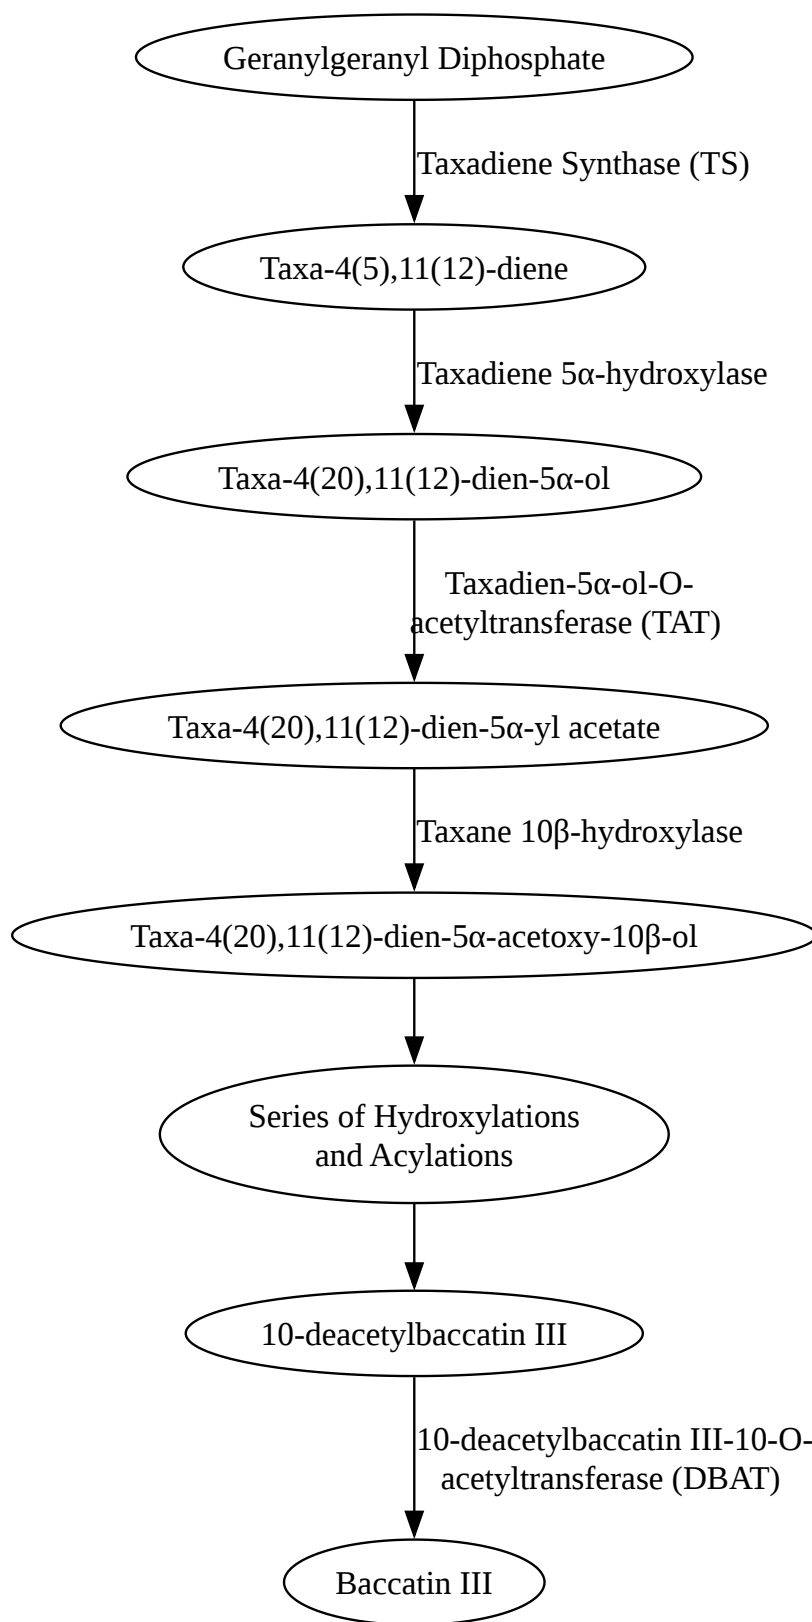 Geranylgeranyl Diphosphate
Taxadiene Synthase (TS)
Taxa-4(5),11(12)-diene
Taxadiene 5α-hydroxylase
Taxa-4(20),11(12)-dien-5α-ol
Taxadien-5α-ol-O-
acetyltransferase (TAT)
Taxa-4(20),11(12)-dien-5α-yl acetate
Taxane 10β-hydroxylase
Taxa-4(20),11(12)-dien-5α-acetoxy-10β-ol
Series of Hydroxylations
and Acylations
10-deacetylbaccatin III
10-deacetylbaccatin III-10-O-
acetyltransferase (DBAT)
Baccatin III